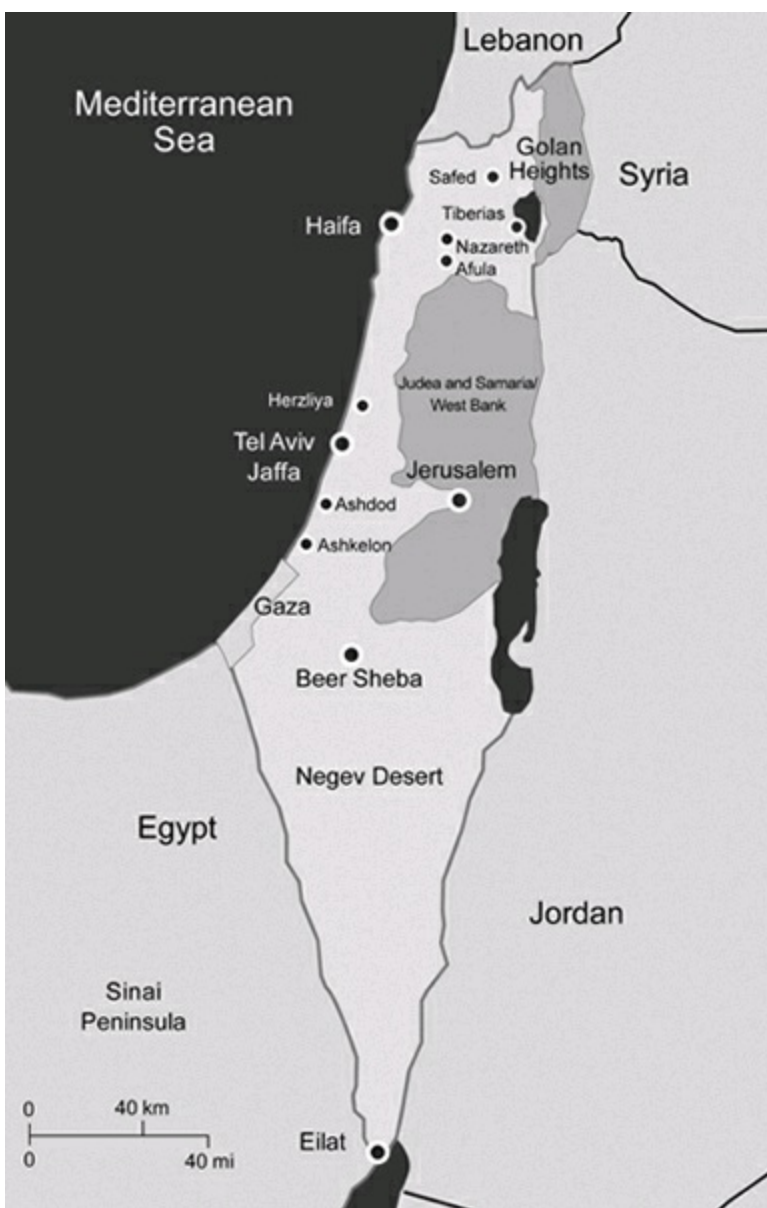 Lebanon
Mediterranean
Sea
Golan
Heights
Syria
Safed
Tiberias
Haifa
Nazareth
Afula
Judea and Samaria/
West Bank
Herzliya
Tel Aviv
Jaffa
Jerusalem
Ashdod
Ashkelon
Gaza
Beer Sheba
Negev Desert
Egypt
Jordan
Sinai
Peninsula
0 40 km
0 40 mi
Eilat